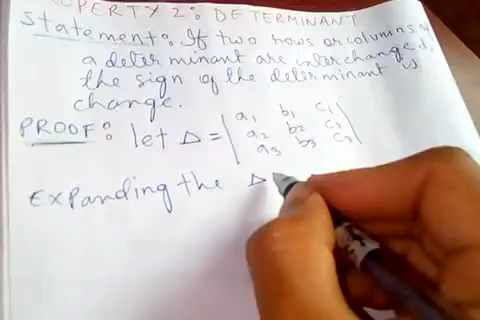 PROPERTY 2: DETERMINANT
Statement: If two rows or columns of
a determinant are interchanged,
the sign of the determinant is
change.
PROOF: let Δ = | a1 b1 c1 |
a2 b2 c2
a3 b3 c3
Expanding the Δ